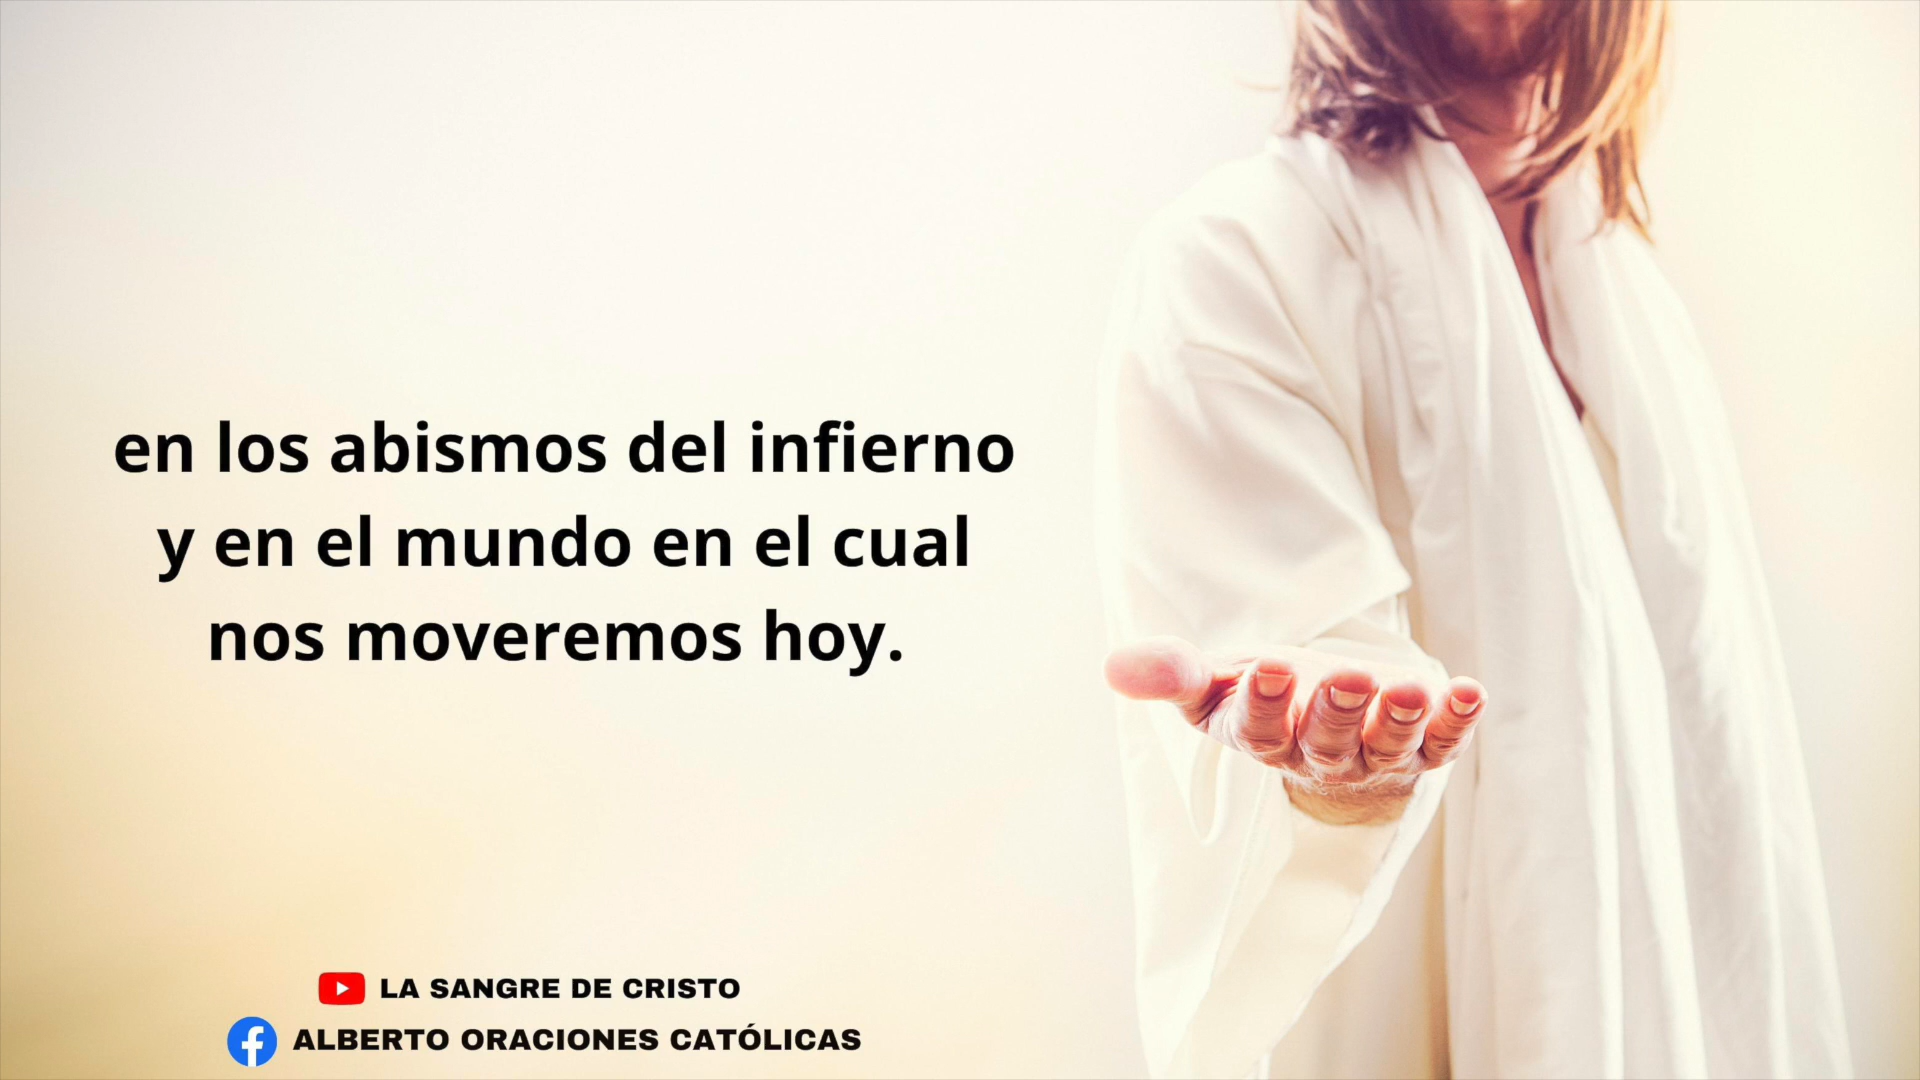 en los abismos del infierno
y en el mundo en el cual
nos moveremos hoy.
LA SANGRE DE CRISTO
ALBERTO ORACIONES CATÓLICAS